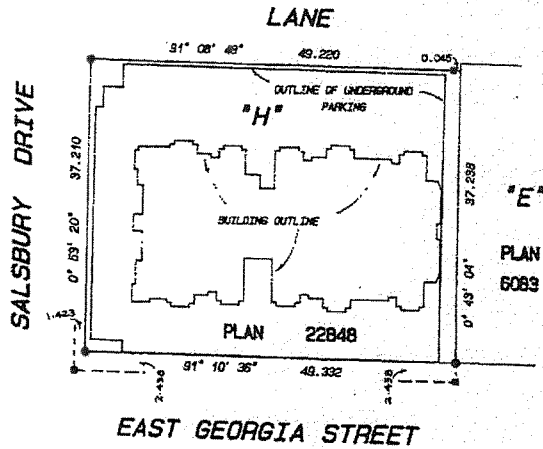 LANE
91° 08' 48" 49.220
0.045
OUTLINE OF UNDERGROUND
PARKING
"H"
SALSBURY DRIVE
37.210
0° 53' 20"
BUILDING OUTLINE
37.238
0° 49' 04"
"E"
PLAN
6083
PLAN 22848
1.423
2.438
91° 10' 36" 49.332
2.438
EAST GEORGIA STREET